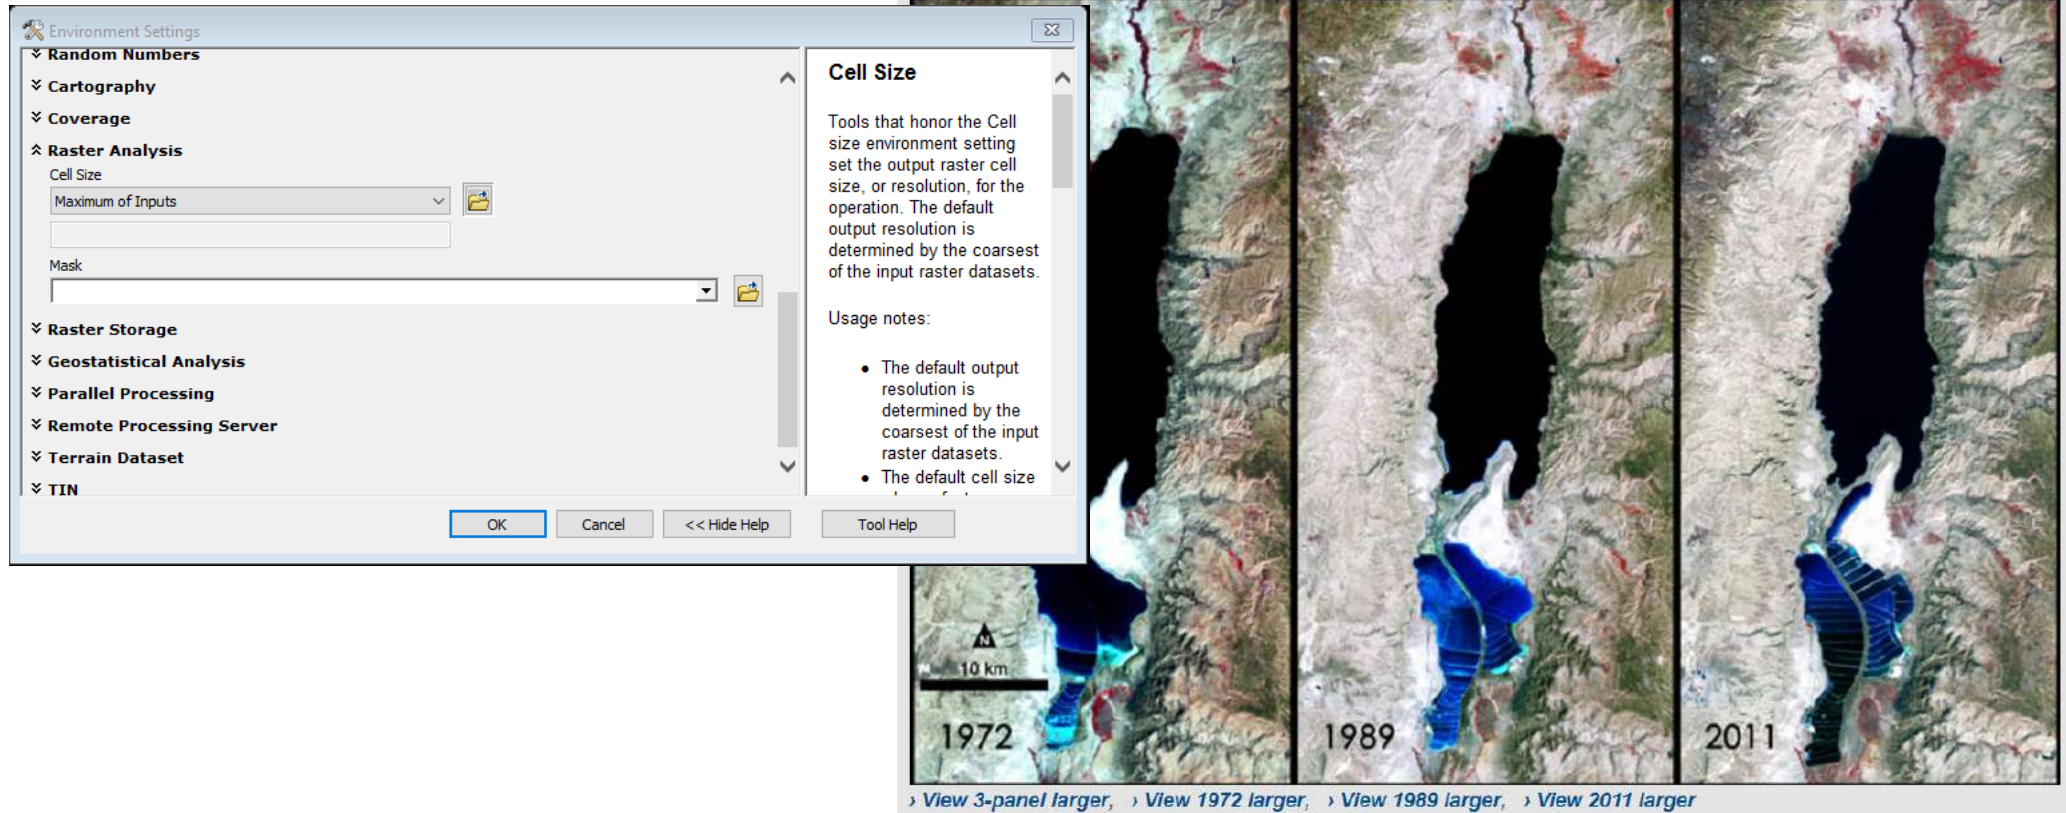 Environment Settings
Random Numbers
Cartography
Coverage
Raster Analysis
Cell Size
Maximum of Inputs
Mask
Raster Storage
Geostatistical Analysis
Parallel Processing
Remote Processing Server
Terrain Dataset
TIN
OK
Cancel
<< Hide Help
Tool Help
Cell Size
Tools that honor the Cell
size environment setting
set the output raster cell
size, or resolution, for the
operation. The default
output resolution is
determined by the coarsest
of the input raster datasets.
Usage notes:
• The default output
resolution is
determined by the
coarsest of the input
raster datasets.
• The default cell size
N
10 km
1972
1989
2011
› View 3-panel larger, › View 1972 larger, › View 1989 larger, › View 2011 larger